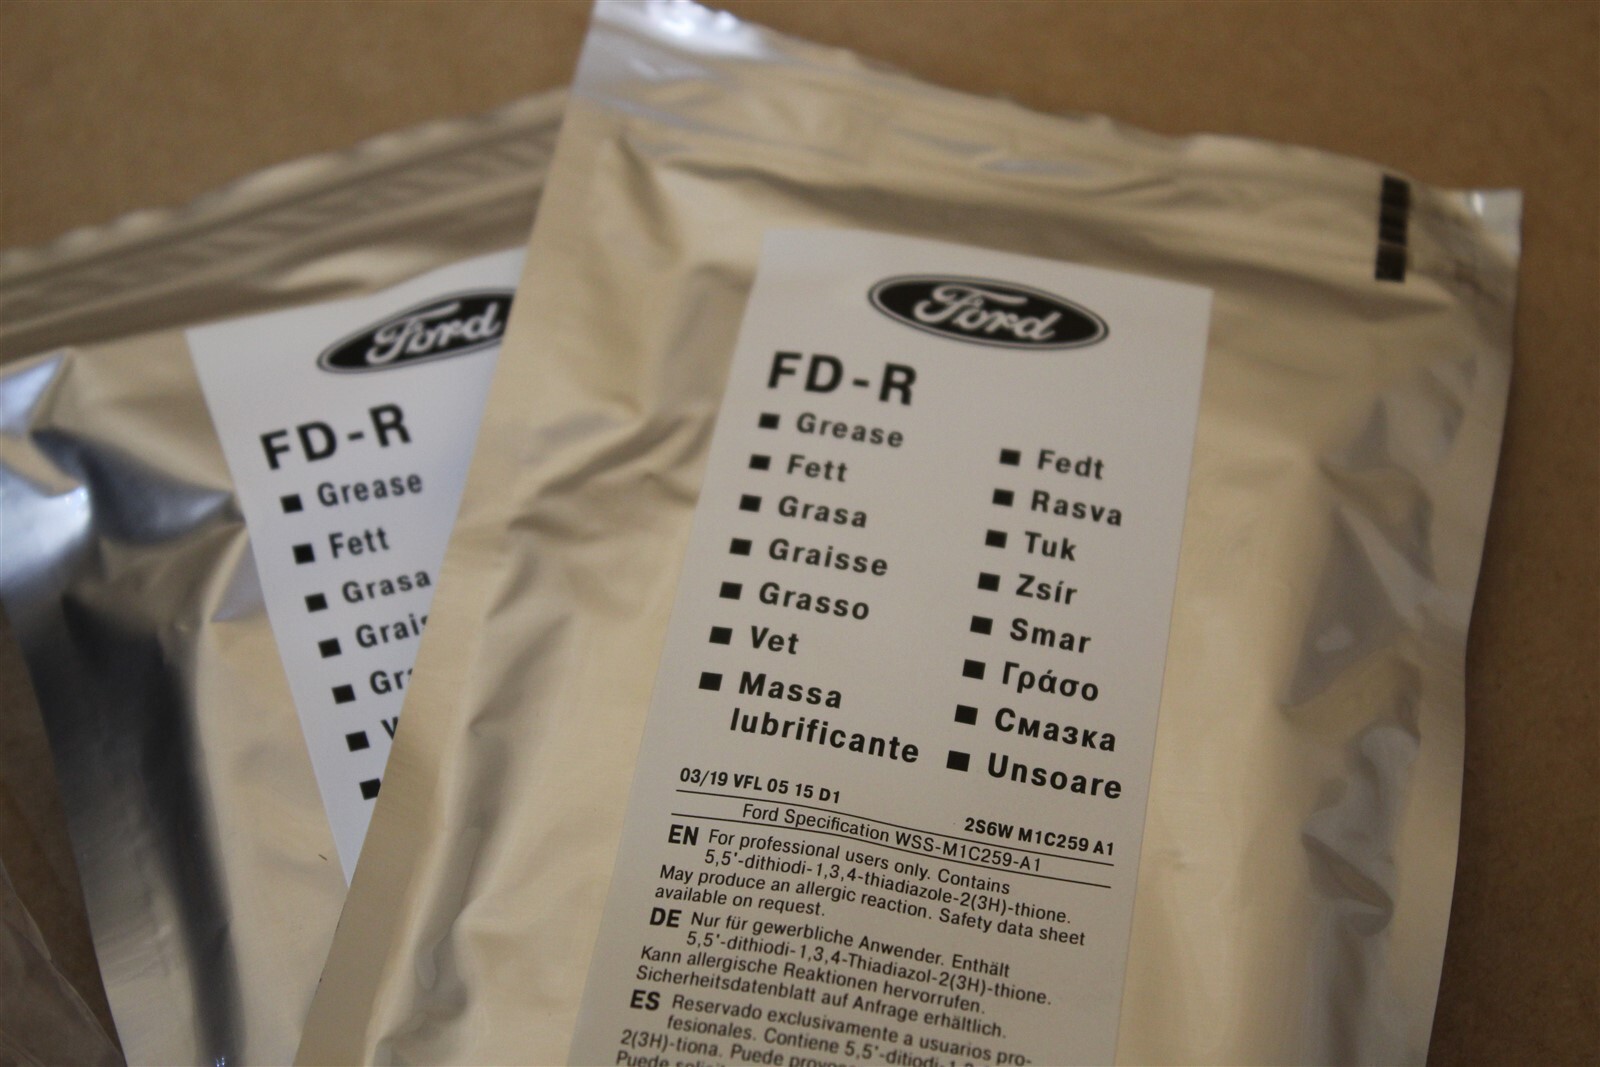 Ford
FD-R
Grease
Fett
Grasa
Ford
FD-R
Grease
Fett
Grasa
Graisse
Grasso
Vet
Massa
lubrificante
Fedt
Rasva
Tuk
Zsír
Smar
Γράσο
Смазка
Unsoare
03/19 VFL 05 15 D1
2S6W M1C259 A1
Ford Specification WSS-M1C259-A1
EN For professional users only. Contains
5,5'-dithiodi-1,3,4-thiadiazole-2(3H)-thione.
May produce an allergic reaction. Safety data sheet
available on request.
DE Nur für gewerbliche Anwender. Enthält
5,5'-dithiodi-1,3,4-Thiadiazol-2(3H)-thione.
Kann allergische Reaktionen hervorrufen.
Sicherheitsdatenblatt auf Anfrage erhältlich.
ES Reservado exclusivamente a usuarios pro-
fesionales. Contiene 5,5'-ditiodi-1,3
2(3H)-tiona. Puede
Puede